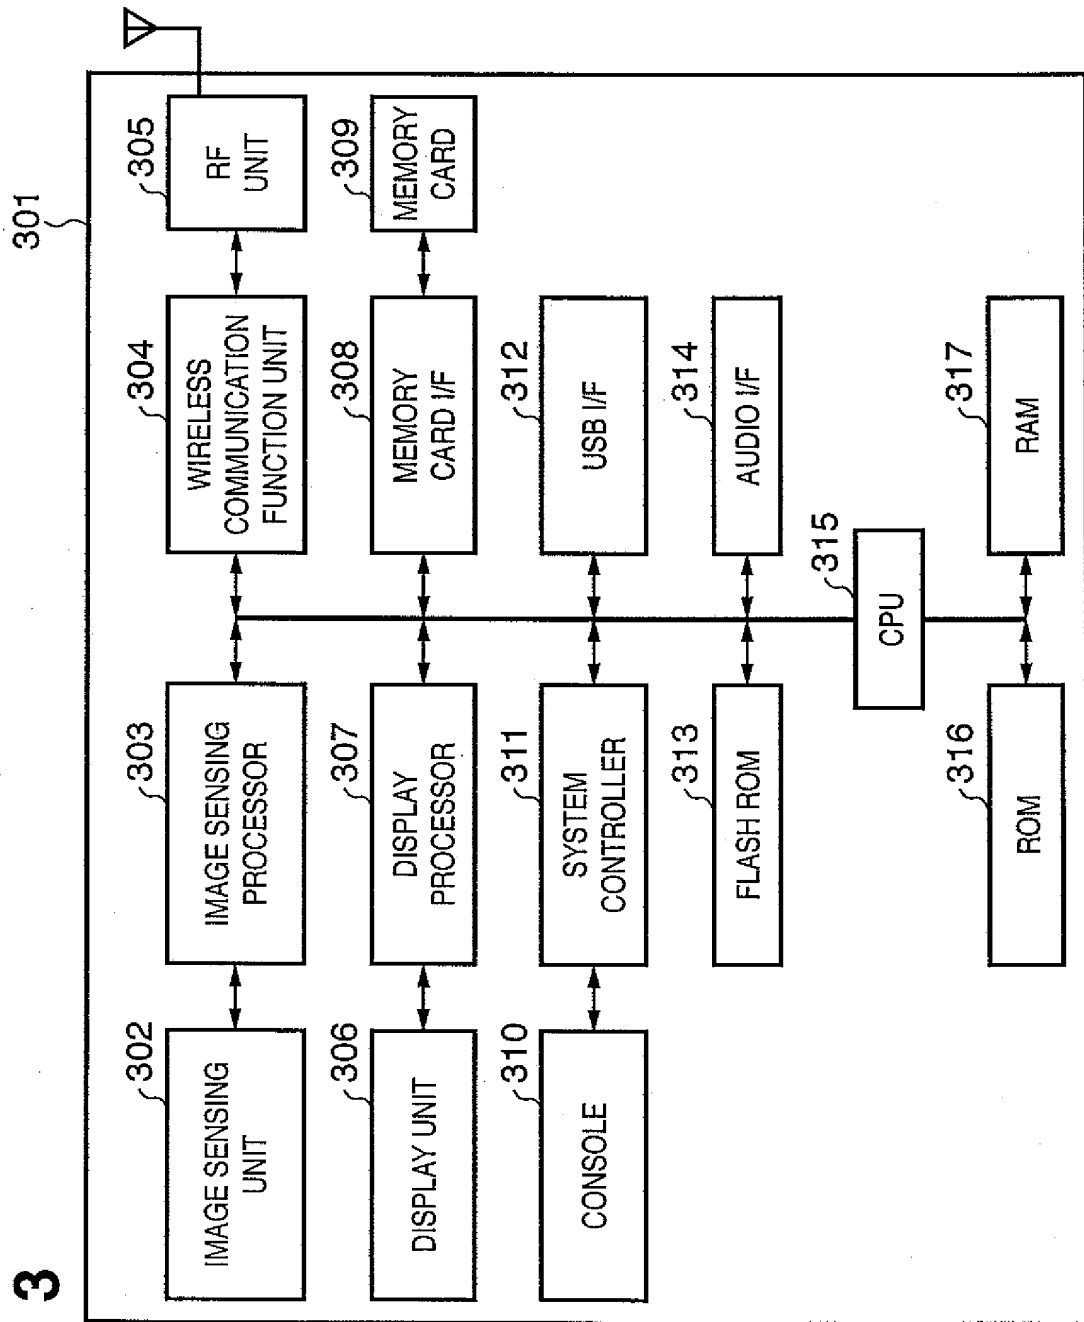 3
301
302
IMAGE SENSING
UNIT
303
IMAGE SENSING
PROCESSOR
304
WIRELESS
COMMUNICATION
FUNCTION UNIT
305
RF
UNIT
306
DISPLAY UNIT
307
DISPLAY
PROCESSOR
308
MEMORY
CARD I/F
309
MEMORY
CARD
310
CONSOLE
311
SYSTEM
CONTROLLER
312
USB I/F
313
FLASH ROM
314
AUDIO I/F
315
CPU
316
ROM
317
RAM